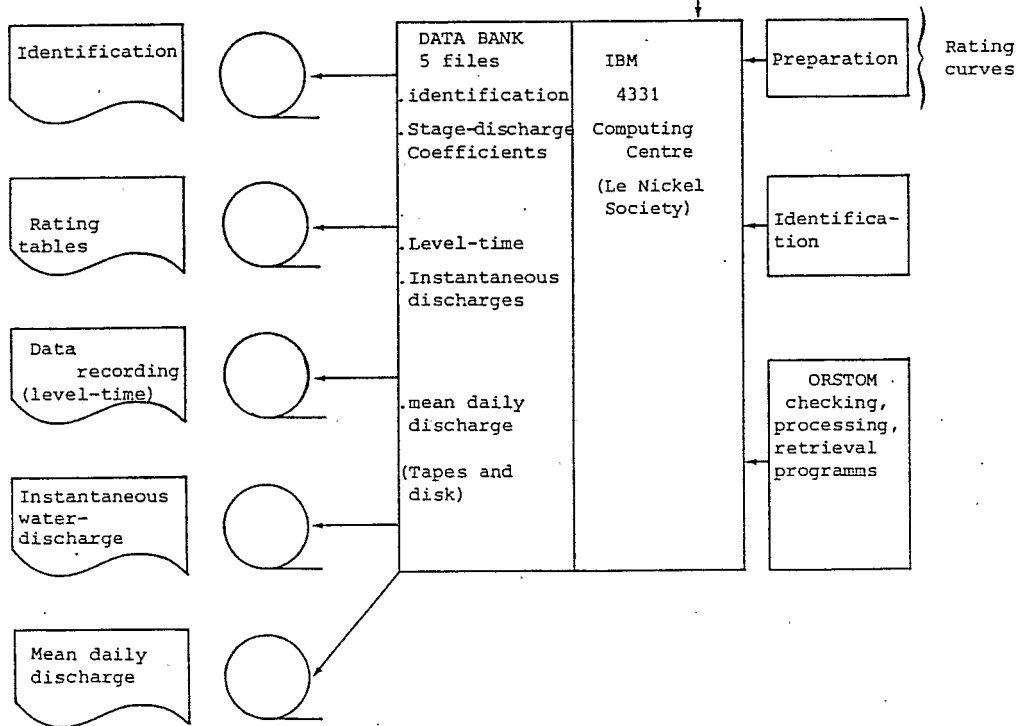 Identification
Rating
tables
Data
recording
(level-time)
Instantaneous
water-
discharge
Mean daily
discharge
DATA BANK
5 files
.identification
.Stage-discharge
Coefficients
.Level-time
.Instantaneous
discharges
.mean daily
discharge
(Tapes and
disk)
IBM
4331
Computing
Centre
(Le Nickel
Society)
Preparation
Rating
curves
Identifica-
tion
ORSTOM
checking,
processing,
retrieval
programms